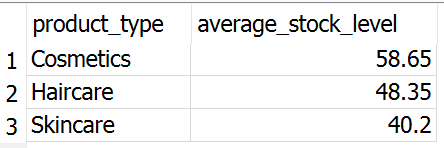 product_type average_stock_level
1 Cosmetics 58.65
2 Haircare 48.35
3 Skincare 40.2